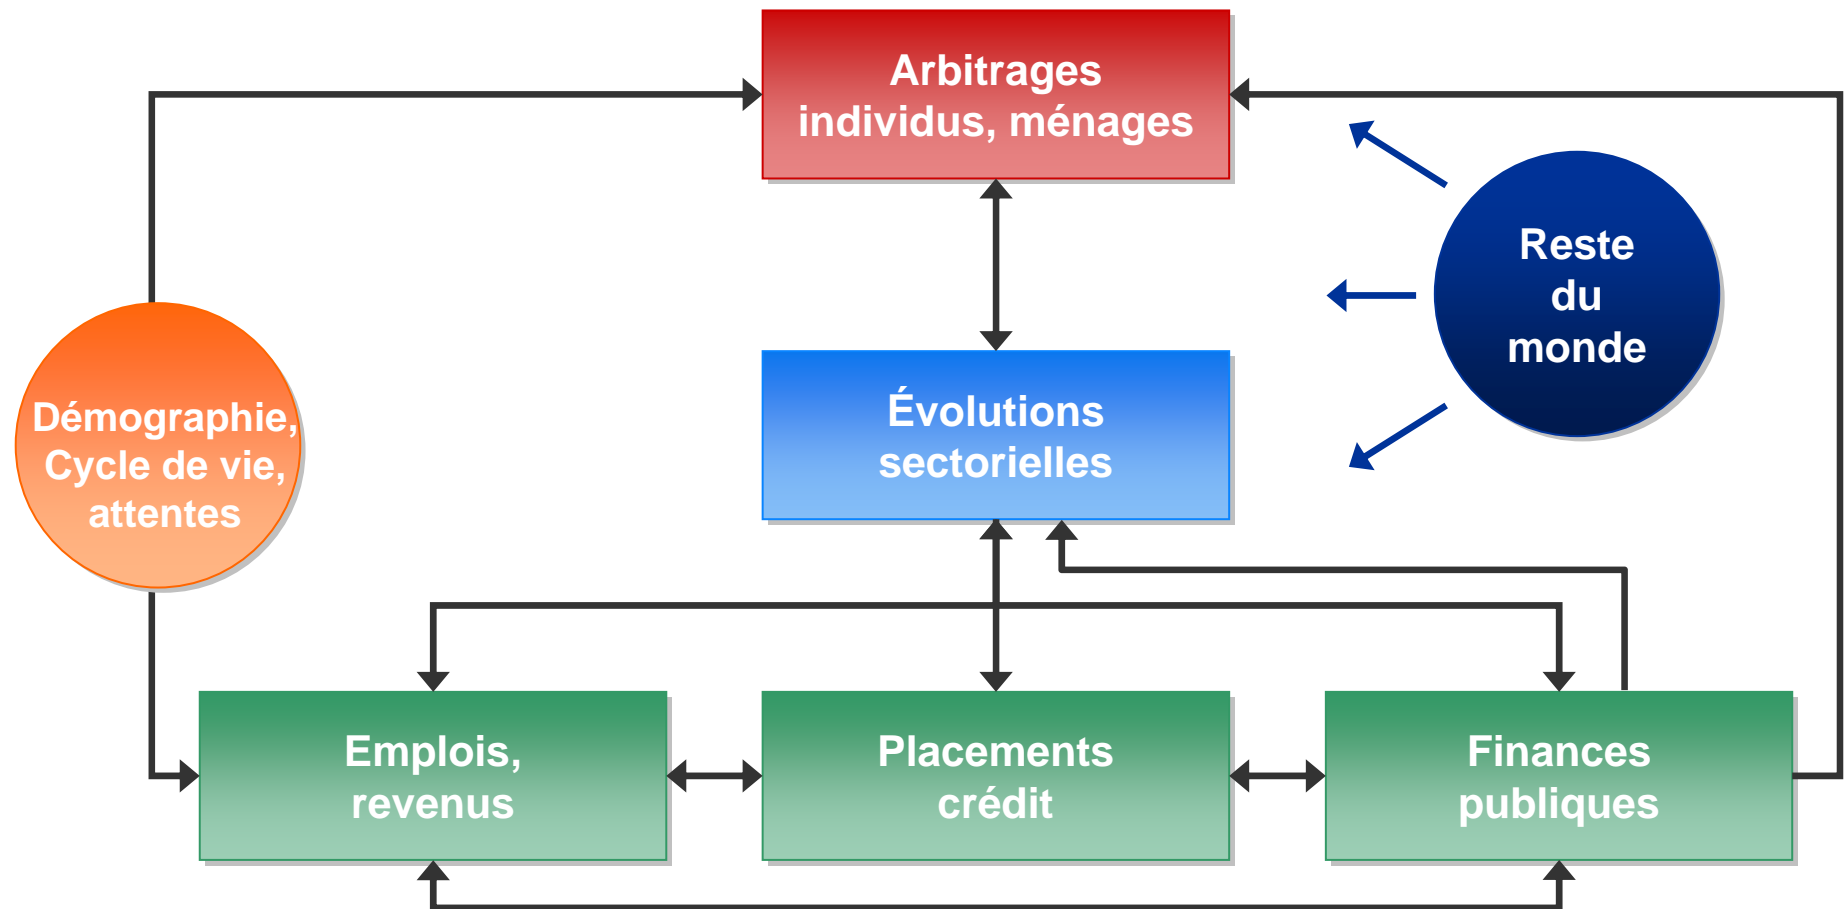 Arbitrages
individus, ménages
Reste
du
monde
Démographie,
Cycle de vie,
attentes
Évolutions
sectorielles
Emplois,
revenus
Placements
crédit
Finances
publiques